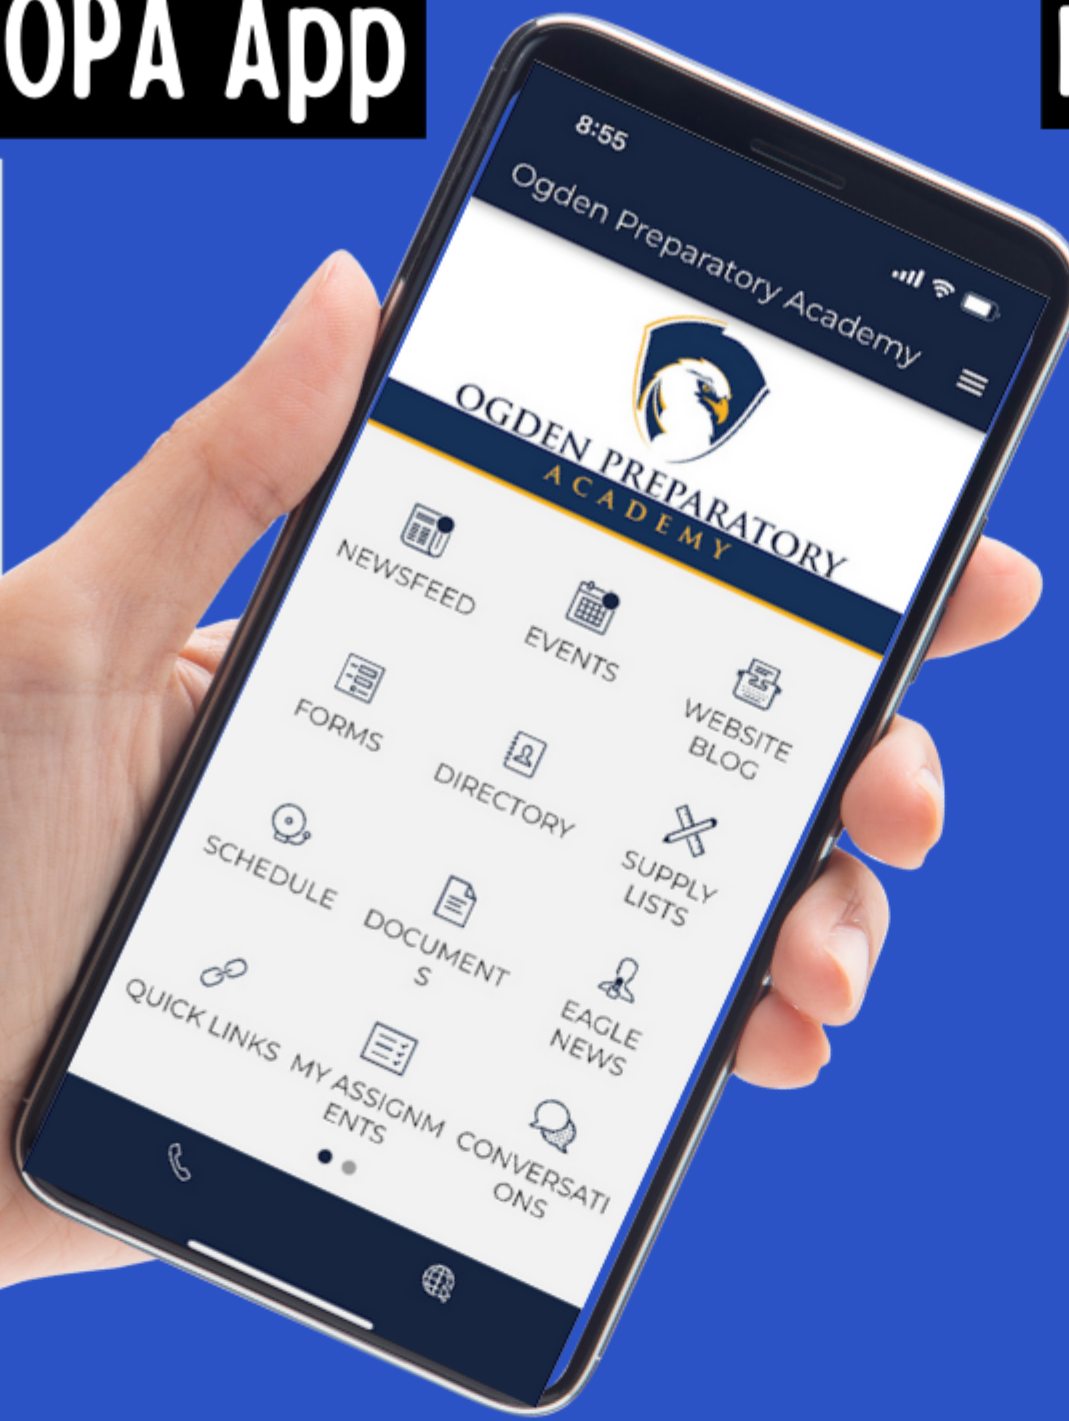 OPA App
8:55
Ogden Preparatory Academy
OGDEN PREPARATORY
ACADEMY
NEWSFEED
EVENTS
WEBSITE
BLOG
FORMS
DIRECTORY
SUPPLY
LISTS
SCHEDULE
DOCUMENT
S
EAGLE
NEWS
QUICK LINKS
MY ASSIGNM
ENTS
CONVERSATI
ONS